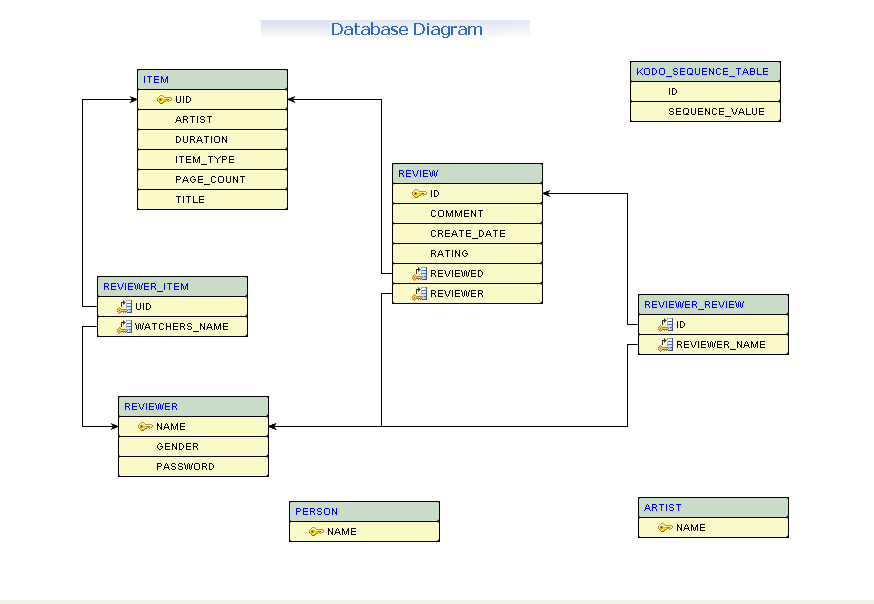 Database Diagram
ITEM
UID
ARTIST
DURATION
ITEM_TYPE
PAGE_COUNT
TITLE
KODO_SEQUENCE_TABLE
ID
SEQUENCE_VALUE
REVIEW
ID
COMMENT
CREATE_DATE
RATING
REVIEWED
REVIEWER
REVIEWER_ITEM
UID
WATCHERS_NAME
REVIEWER_REVIEW
ID
REVIEWER_NAME
REVIEWER
NAME
GENDER
PASSWORD
PERSON
NAME
ARTIST
NAME